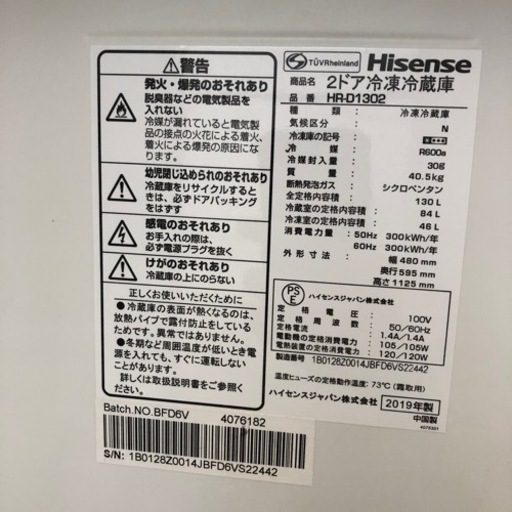 警告
発火・爆発のおそれあり
脱臭器などの電気製品を
入れない
冷媒が漏れていると電気製
品の接点の火花による着火、
着火による爆発の原因に
なります。
幼児閉じ込められのおそれあり
冷蔵庫をリサイクルするとき
は、必ずドアパッキングを
はずす
感電のおそれあり
お手入れの際は、
必ず電源プラグを抜く
けがのおそれあり
冷蔵庫の上にのらない
正しくお使いいただくために
●冷蔵庫の表面が熱くなるのは、
放熱パイプで露付防止をしている
ためです。異常ではありません。
●冬期など周囲温度が低いとき電
源を入れても、すぐに運転しない
ことがあります。
詳しくは取扱説明書をご覧ください。
TÜVRheinland
Hisense
商品名 2ドア冷凍冷蔵庫
品番 HR-D1302
種類: 冷凍冷蔵庫
気候区分: N
冷凍庫の記号:
冷媒: R600a
冷媒封入量: 30g
質量: 40.5kg
断熱発泡ガス: シクロペンタン
全定格内容積: 130 L
冷蔵室の定格内容積: 84 L
冷凍室の定格内容積: 46 L
消費電力量: 50Hz 300kWh/年
60Hz 300kWh/年
外形寸法: 幅 480 mm
奥行 595 mm
高さ 1125 mm
PS
E
ハイセンスジャパン株式会社
定格電圧: 100V
定格周波数: 50/60Hz
定格電流: 1.4A/1.4A
電動機の定格消費電力: 105/105W
電熱装置の定格消費電力: 120/120W
製造番号: 1B0128Z0014JBFD6VS22442
温度ヒューズの定格動作温度: 73℃ (霜取用)
ハイセンスジャパン株式会社
2019年製
中国製
4075301
Batch.NO.BFD6V 4076182
S/N: 1B0128Z0014JBFD6VS22442